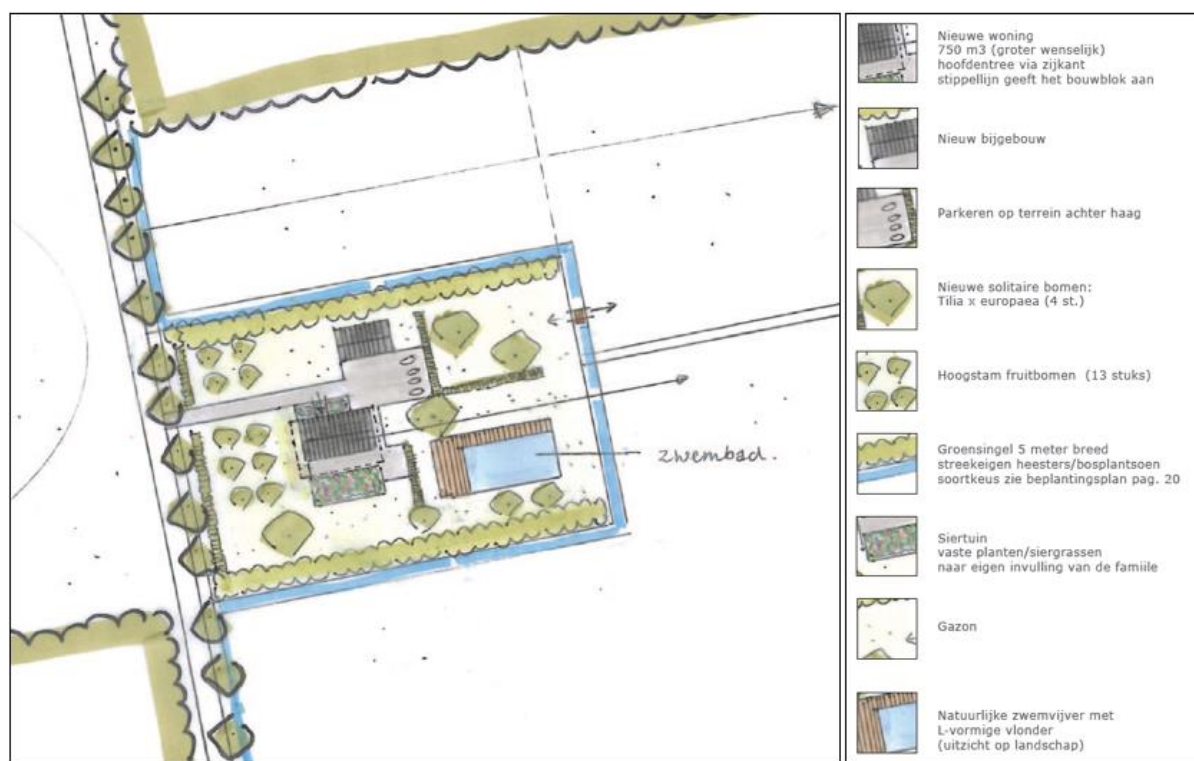 zwembad.
Nieuwe woning
750 m3 (groter wenselijk)
hoofdentree via zijkant
stippellijn geeft het bouwblok aan
Nieuw bijgebouw
Parkeren op terrein achter haag
Nieuwe solitaire bomen:
Tilia x europaea (4 st.)
Hoogstam fruitbomen (13 stuks)
Groensingel 5 meter breed
streekeigen heesters/bosplantsoen
soortkeus zie beplantingsplan pag. 20
Siertuin
vaste planten/siergrassen
naar eigen invulling van de famiile
Gazon
Natuurlijke zwemvijver met
L-vormige vlonder
(uitzicht op landschap)